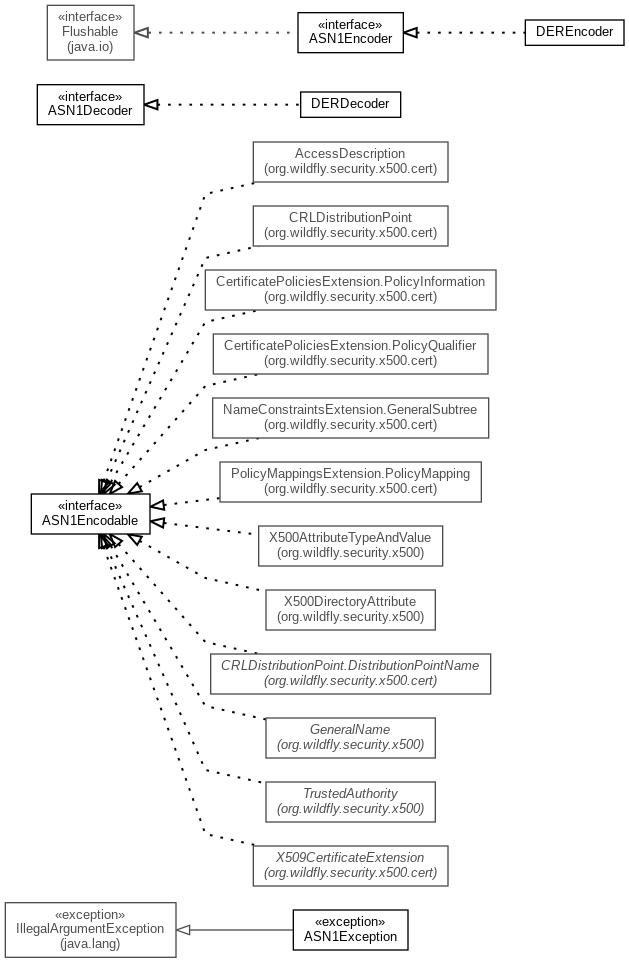 «interface»
Flushable
(java.io)
«interface»
ASN1Encoder
DEREncoder
«interface»
ASN1Decoder
DERDecoder
AccessDescription
(org.wildfly.security.x500.cert)
CRLDistributionPoint
(org.wildfly.security.x500.cert)
CertificatePoliciesExtension.PolicyInformation
(org.wildfly.security.x500.cert)
CertificatePoliciesExtension.PolicyQualifier
(org.wildfly.security.x500.cert)
NameConstraintsExtension.GeneralSubtree
(org.wildfly.security.x500.cert)
PolicyMappingsExtension.PolicyMapping
(org.wildfly.security.x500.cert)
«interface»
ASN1Encodable
X500AttributeTypeAndValue
(org.wildfly.security.x500)
X500DirectoryAttribute
(org.wildfly.security.x500)
CRLDistributionPoint.DistributionPointName
(org.wildfly.security.x500.cert)
GeneralName
(org.wildfly.security.x500)
TrustedAuthority
(org.wildfly.security.x500)
X509CertificateExtension
(org.wildfly.security.x500.cert)
«exception»
IllegalArgumentException
(java.lang)
«exception»
ASN1Exception